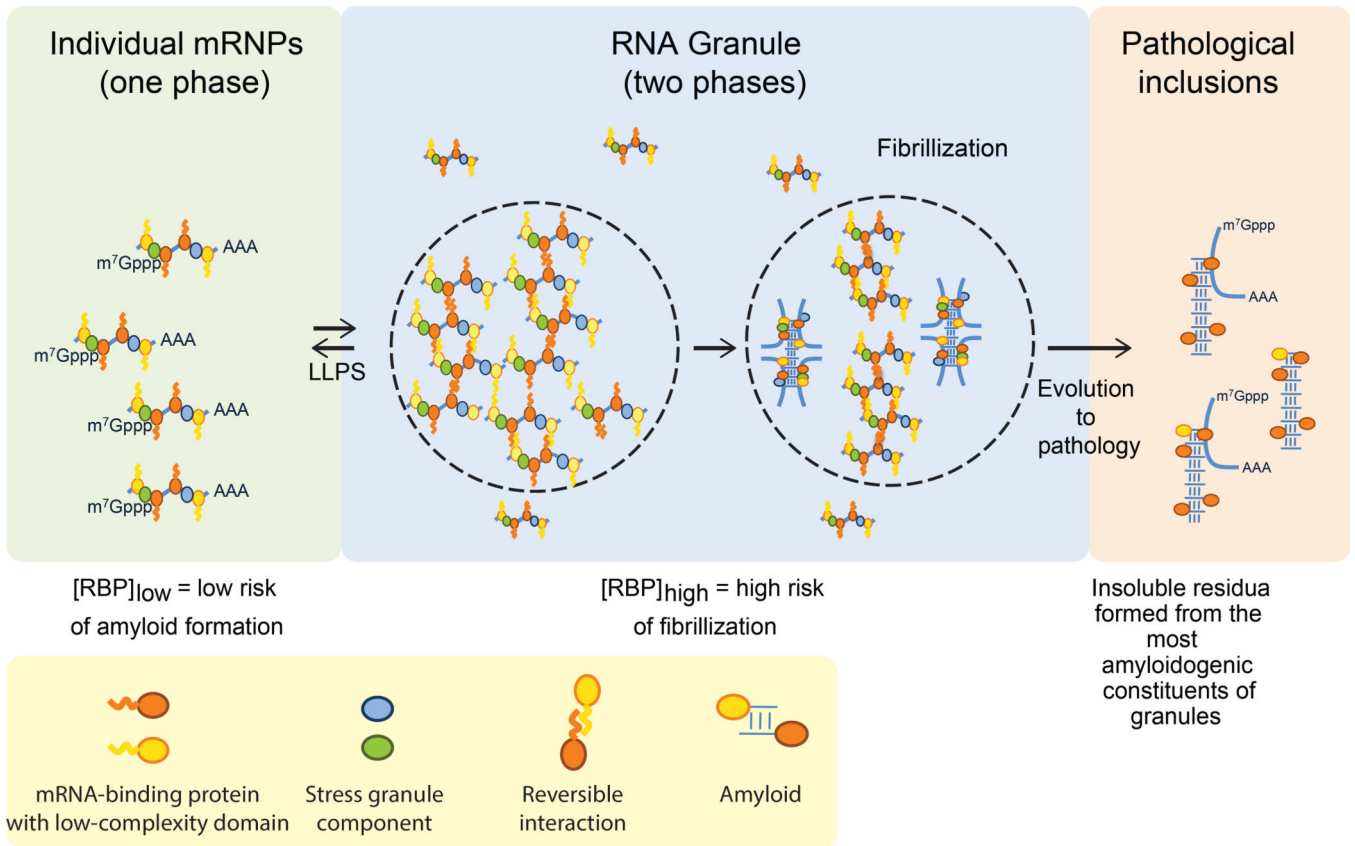 Individual mRNPs
(one phase)
RNA Granule
(two phases)
Pathological
inclusions
Fibrillization
AAA
m⁷Gppp
AAA
m⁷Gppp
AAA
m⁷Gppp
AAA
m⁷Gppp
LLPS
Evolution
to
pathology
m⁷Gppp
AAA
m⁷Gppp
AAA
[RBP]low = low risk
of amyloid formation
[RBP]high = high risk
of fibrillization
Insoluble residua
formed from the
most
amyloidogenic
constituents of
granules
mRNA-binding protein
with low-complexity domain
Stress granule
component
Reversible
interaction
Amyloid